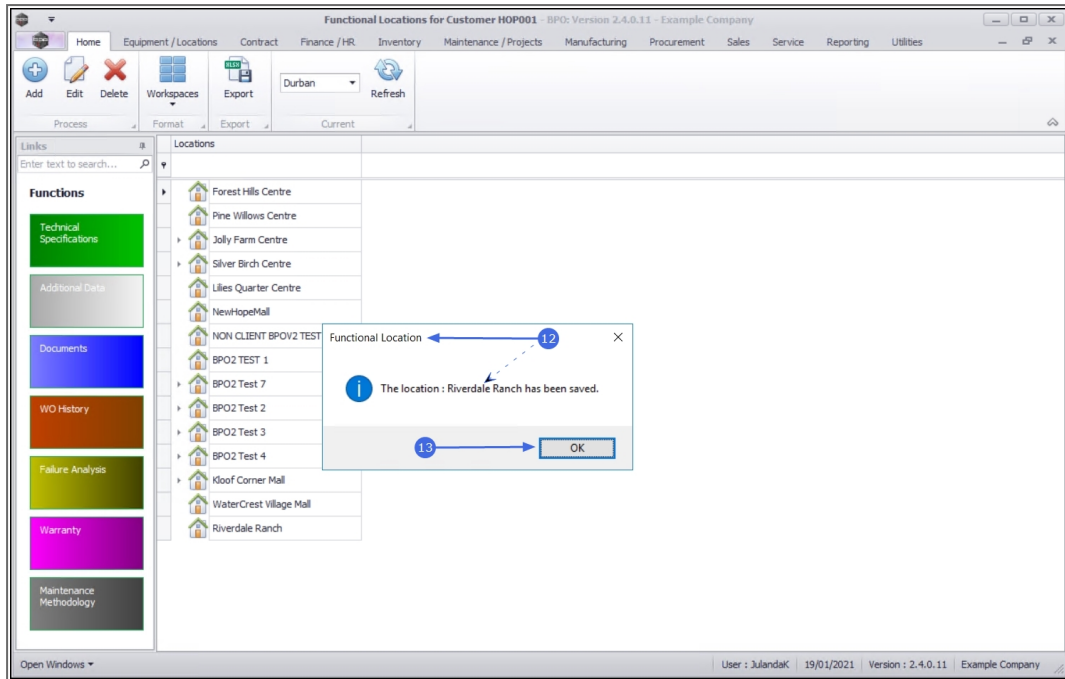 Functional Locations for Customer HOP001 - BPO: Version 2.4.0.11 - Example Company
Home Equipment / Locations Contract Finance / HR Inventory Maintenance / Projects Manufacturing Procurement Sales Service Reporting Utilities
XLSX
Durban
Add Edit Delete Workspaces Export Refresh
Process Format Export Current
Links
Enter text to search...
Functions
Technical
Specifications
Additional Data
Documents
WO History
Failure Analysis
Warranty
Maintenance
Methodology
Locations
Forest Hills Centre
Pine Willows Centre
Jolly Farm Centre
Silver Birch Centre
Lilies Quarter Centre
NewHopeMall
NON CLIENT BPOV2 TEST
BPO2 TEST 1
BPO2 Test 7
BPO2 Test 2
BPO2 Test 3
BPO2 Test 4
Kloof Corner Mall
WaterCrest Village Mall
Riverdale Ranch
Functional Location
12
The location : Riverdale Ranch has been saved.
13
OK
Open Windows
User : JulandaK 19/01/2021 Version : 2.4.0.11 Example Company